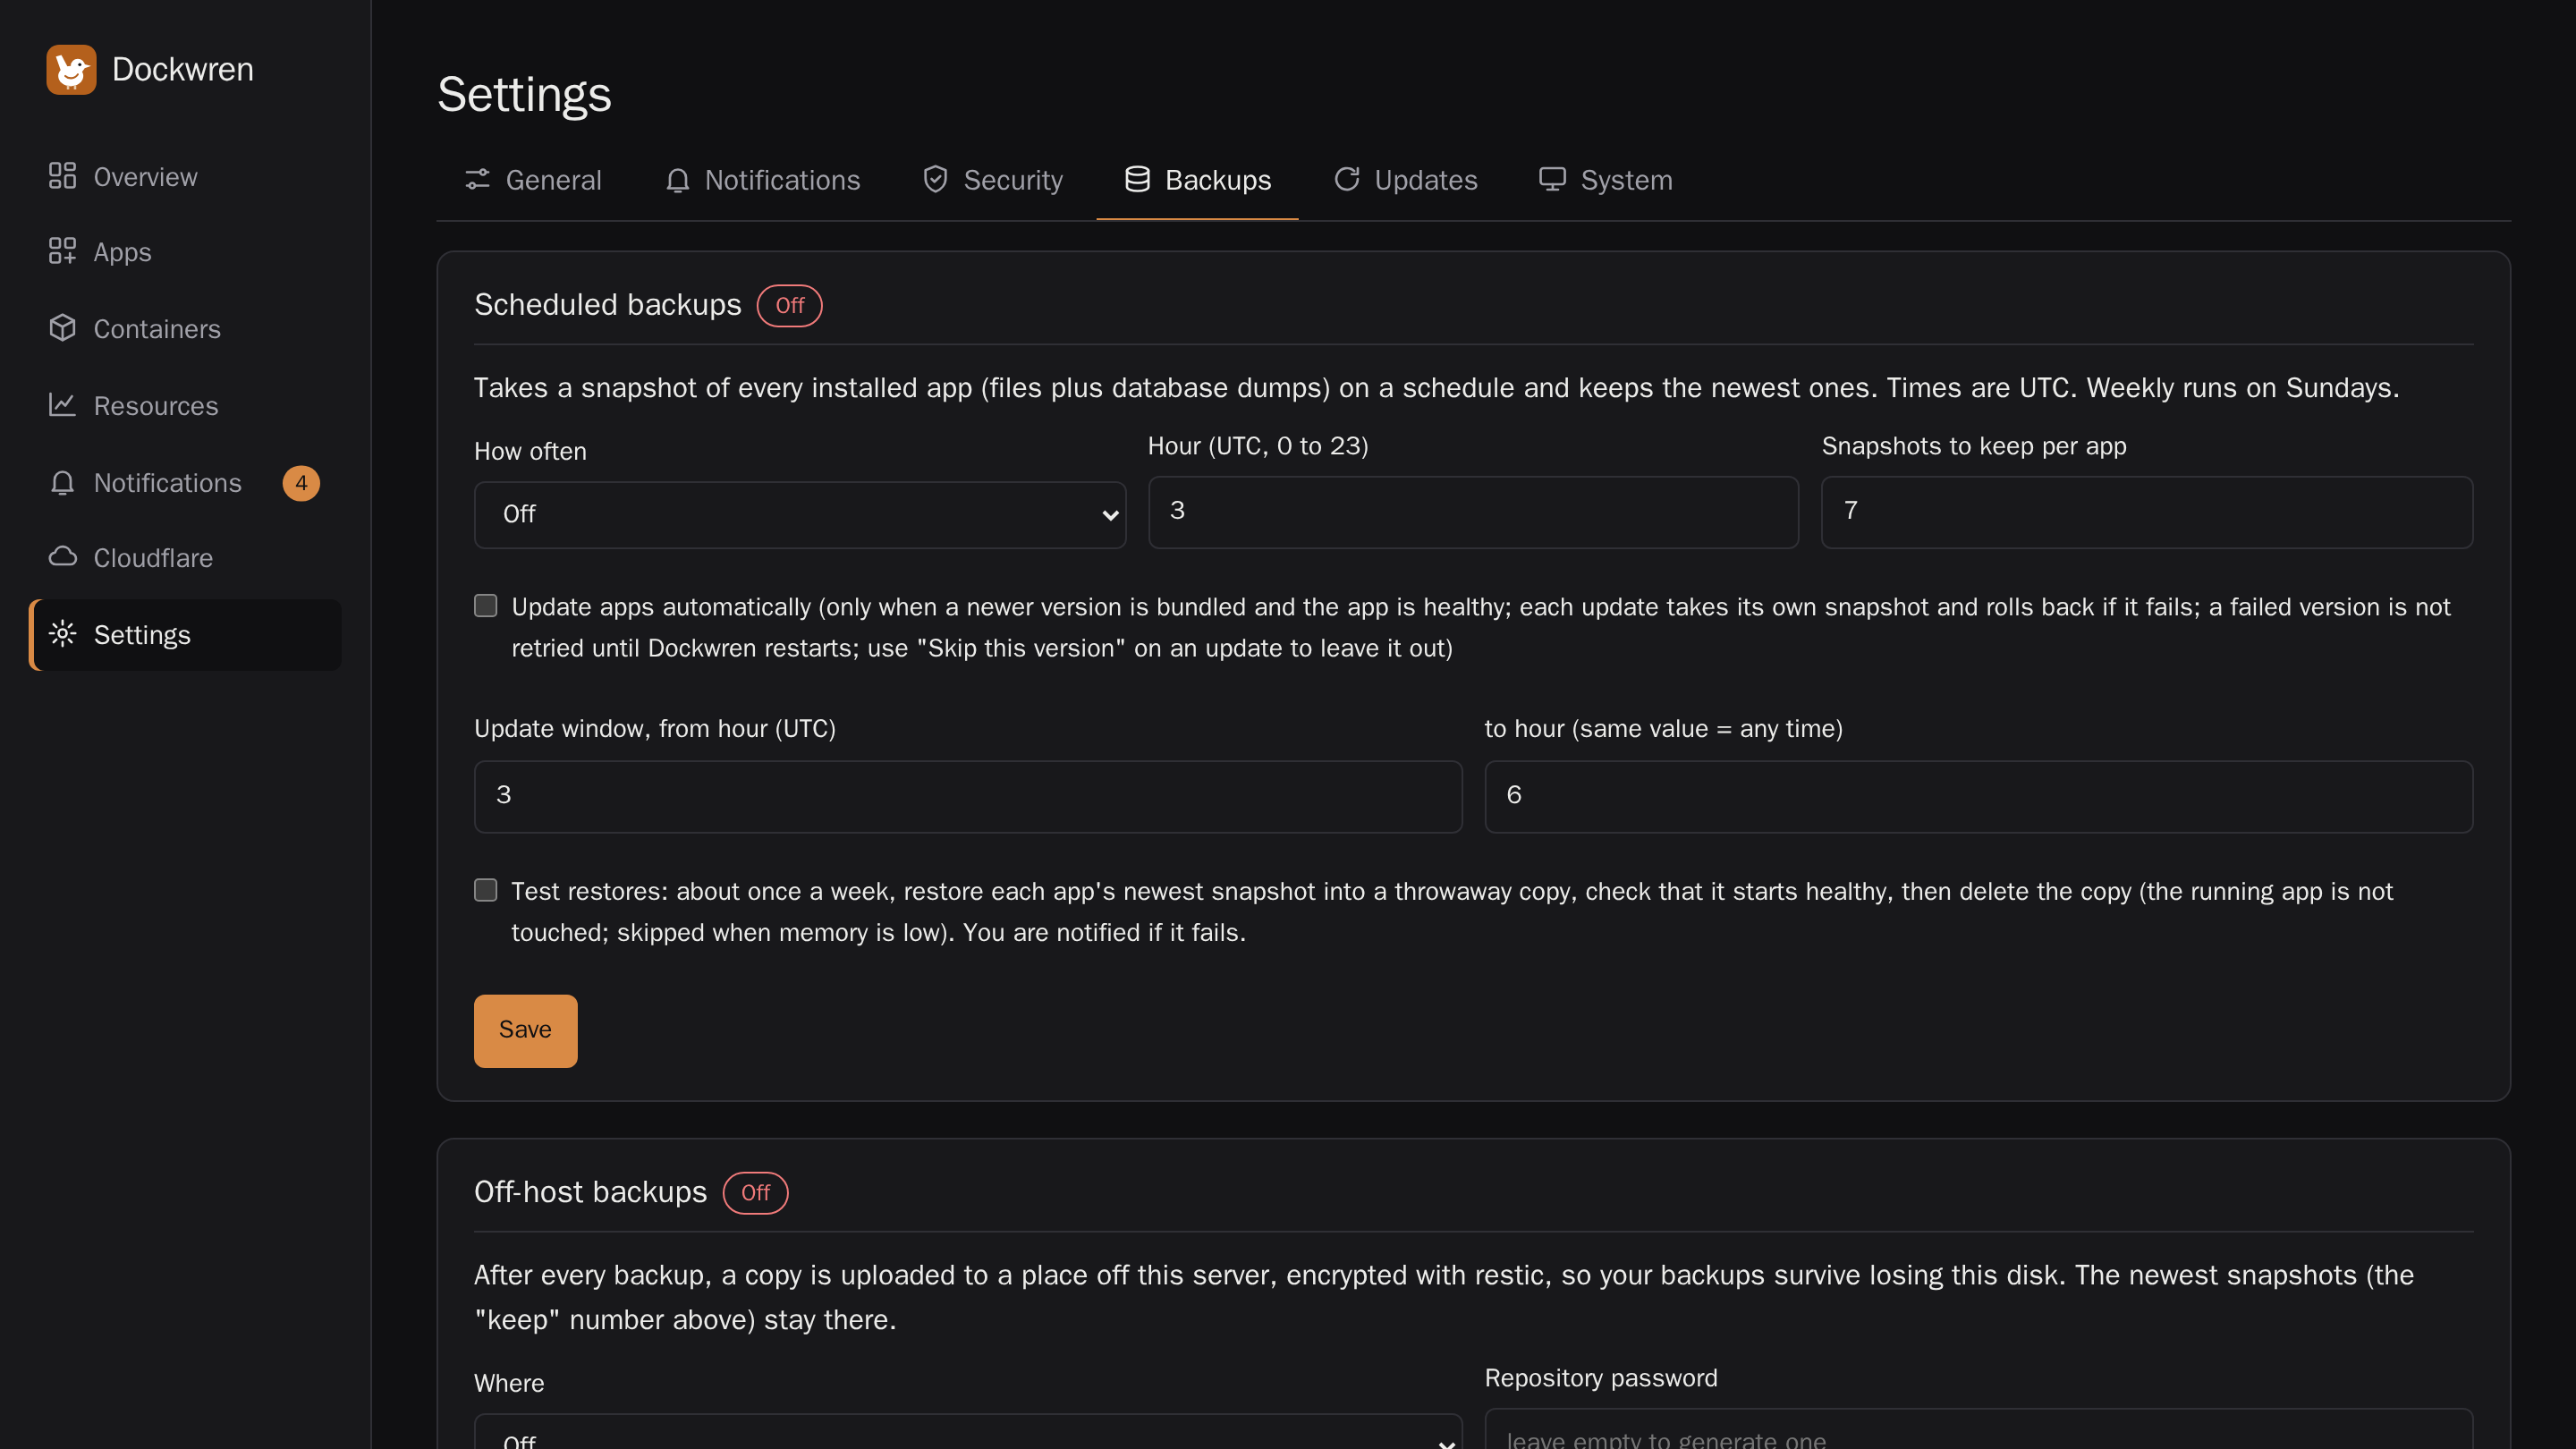 Dockwren
Overview
Apps
Containers
Resources
Notifications 4
Cloudflare
Settings
Settings
General Notifications Security Backups Updates System
Scheduled backups Off
Takes a snapshot of every installed app (files plus database dumps) on a schedule and keeps the newest ones. Times are UTC. Weekly runs on Sundays.
How often Hour (UTC, 0 to 23) Snapshots to keep per app
Off 3 7
Update apps automatically (only when a newer version is bundled and the app is healthy; each update takes its own snapshot and rolls back if it fails; a failed version is not
retried until Dockwren restarts; use "Skip this version" on an update to leave it out)
Update window, from hour (UTC) to hour (same value = any time)
3 6
Test restores: about once a week, restore each app's newest snapshot into a throwaway copy, check that it starts healthy, then delete the copy (the running app is not
touched; skipped when memory is low). You are notified if it fails.
Save
Off-host backups Off
After every backup, a copy is uploaded to a place off this server, encrypted with restic, so your backups survive losing this disk. The newest snapshots (the
"keep" number above) stay there.
Where Repository password
Off leave empty to generate one